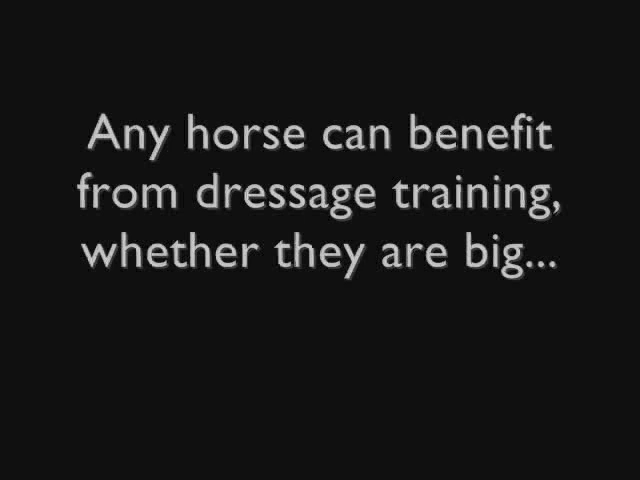 Any horse can benefit
from dressage training,
whether they are big...